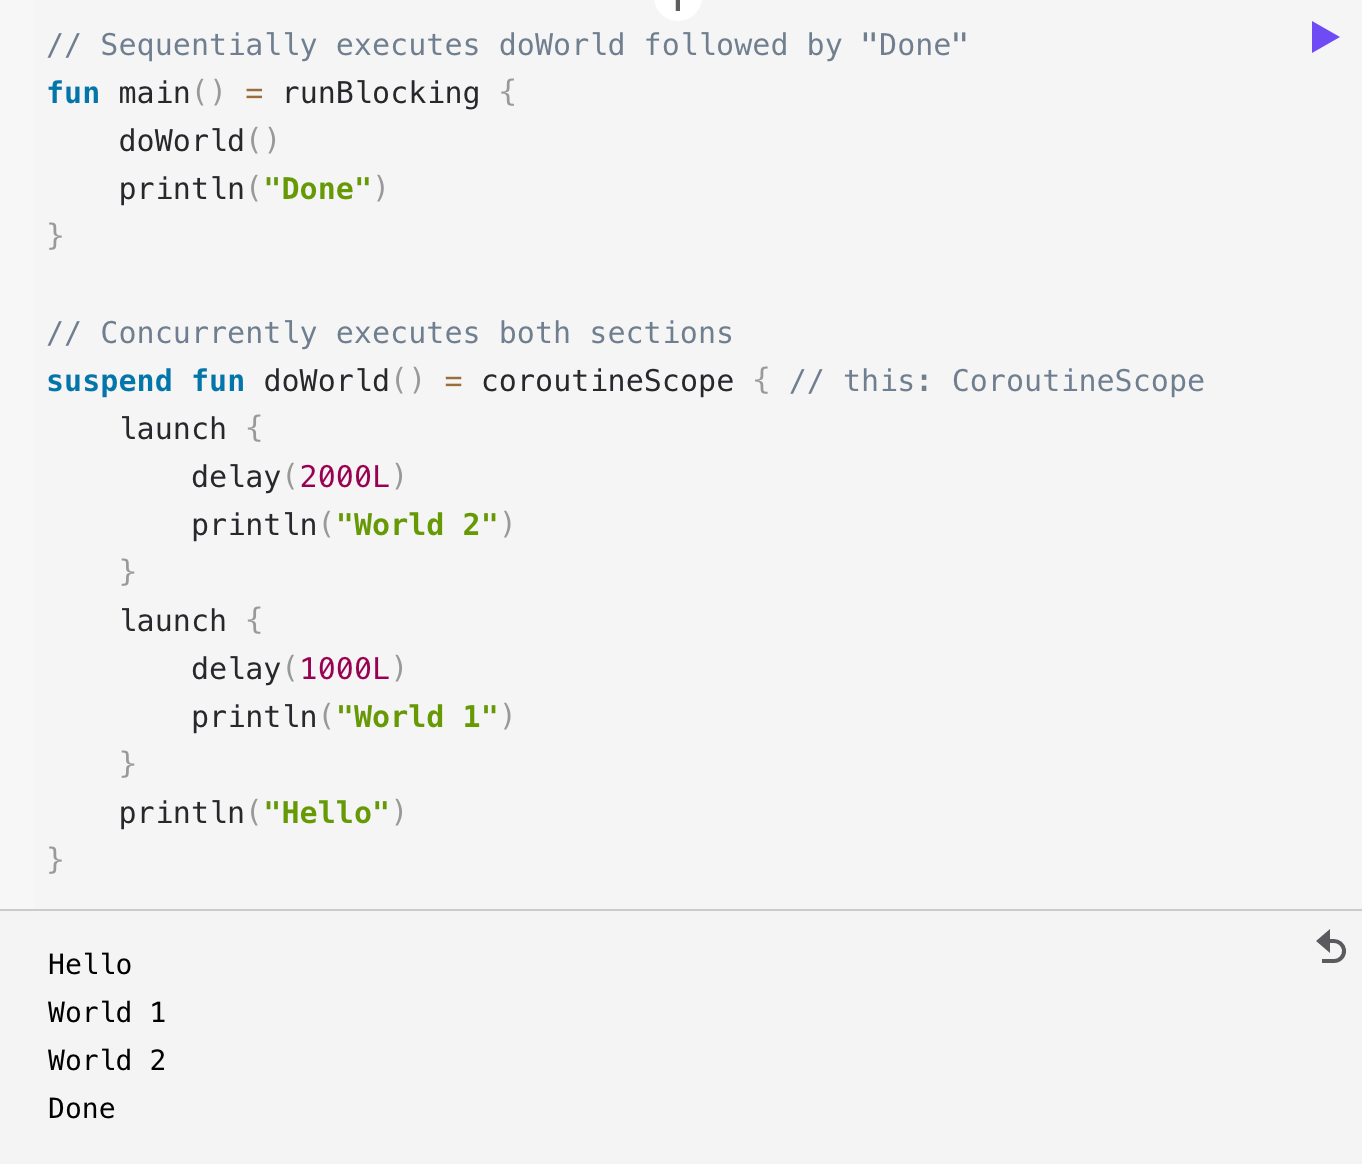 // Sequentially executes doWorld followed by "Done"
fun main() = runBlocking {
    doWorld()
    println("Done")
}

// Concurrently executes both sections
suspend fun doWorld() = coroutineScope { // this: CoroutineScope
    launch {
        delay(2000L)
        println("World 2")
    }
    launch {
        delay(1000L)
        println("World 1")
    }
    println("Hello")
}
Hello
World 1
World 2
Done